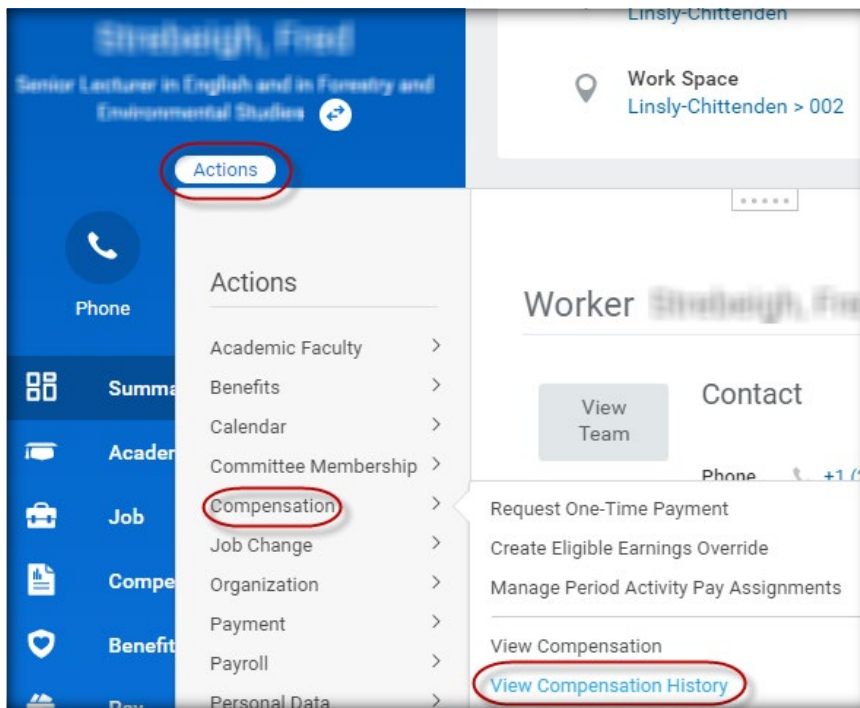 Linsly-Chittenden
Work Space
Linsly-Chittenden > 002
Actions
Phone
Summa
Acader
Job
Compe
Benefit
Pay
Actions
Academic Faculty
Benefits
Calendar
Committee Membership
Compensation
Job Change
Organization
Payment
Payroll
Personal Data
Worker
View
Team
Contact
Phone +1 (
Request One-Time Payment
Create Eligible Earnings Override
Manage Period Activity Pay Assignments
View Compensation
View Compensation History